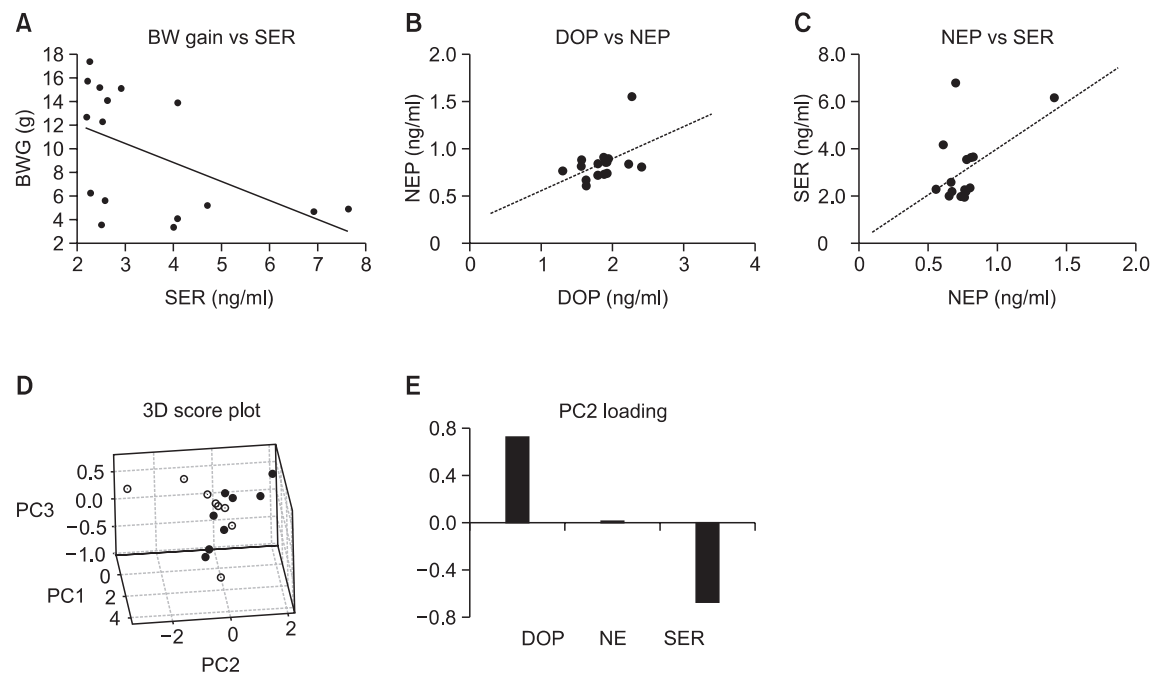 A
BW gain vs SER
18
16
14
12
10
8
6
4
2
BWG (g)
2 3 4 5 6 7 8
SER (ng/ml)
B
DOP vs NEP
2.0
1.5
1.0
0.5
0
NEP (ng/ml)
0 1 2 3 4
DOP (ng/ml)
C
NEP vs SER
8.0
6.0
4.0
2.0
0
SER (ng/ml)
0 0.5 1.0 1.5 2.0
NEP (ng/ml)
D
3D score plot
0.5
0.0
−0.5
−1.0
PC3
0
2
4
PC1
−2 0 2
PC2
E
PC2 loading
0.8
0.4
0.0
−0.4
−0.8
DOP NE SER